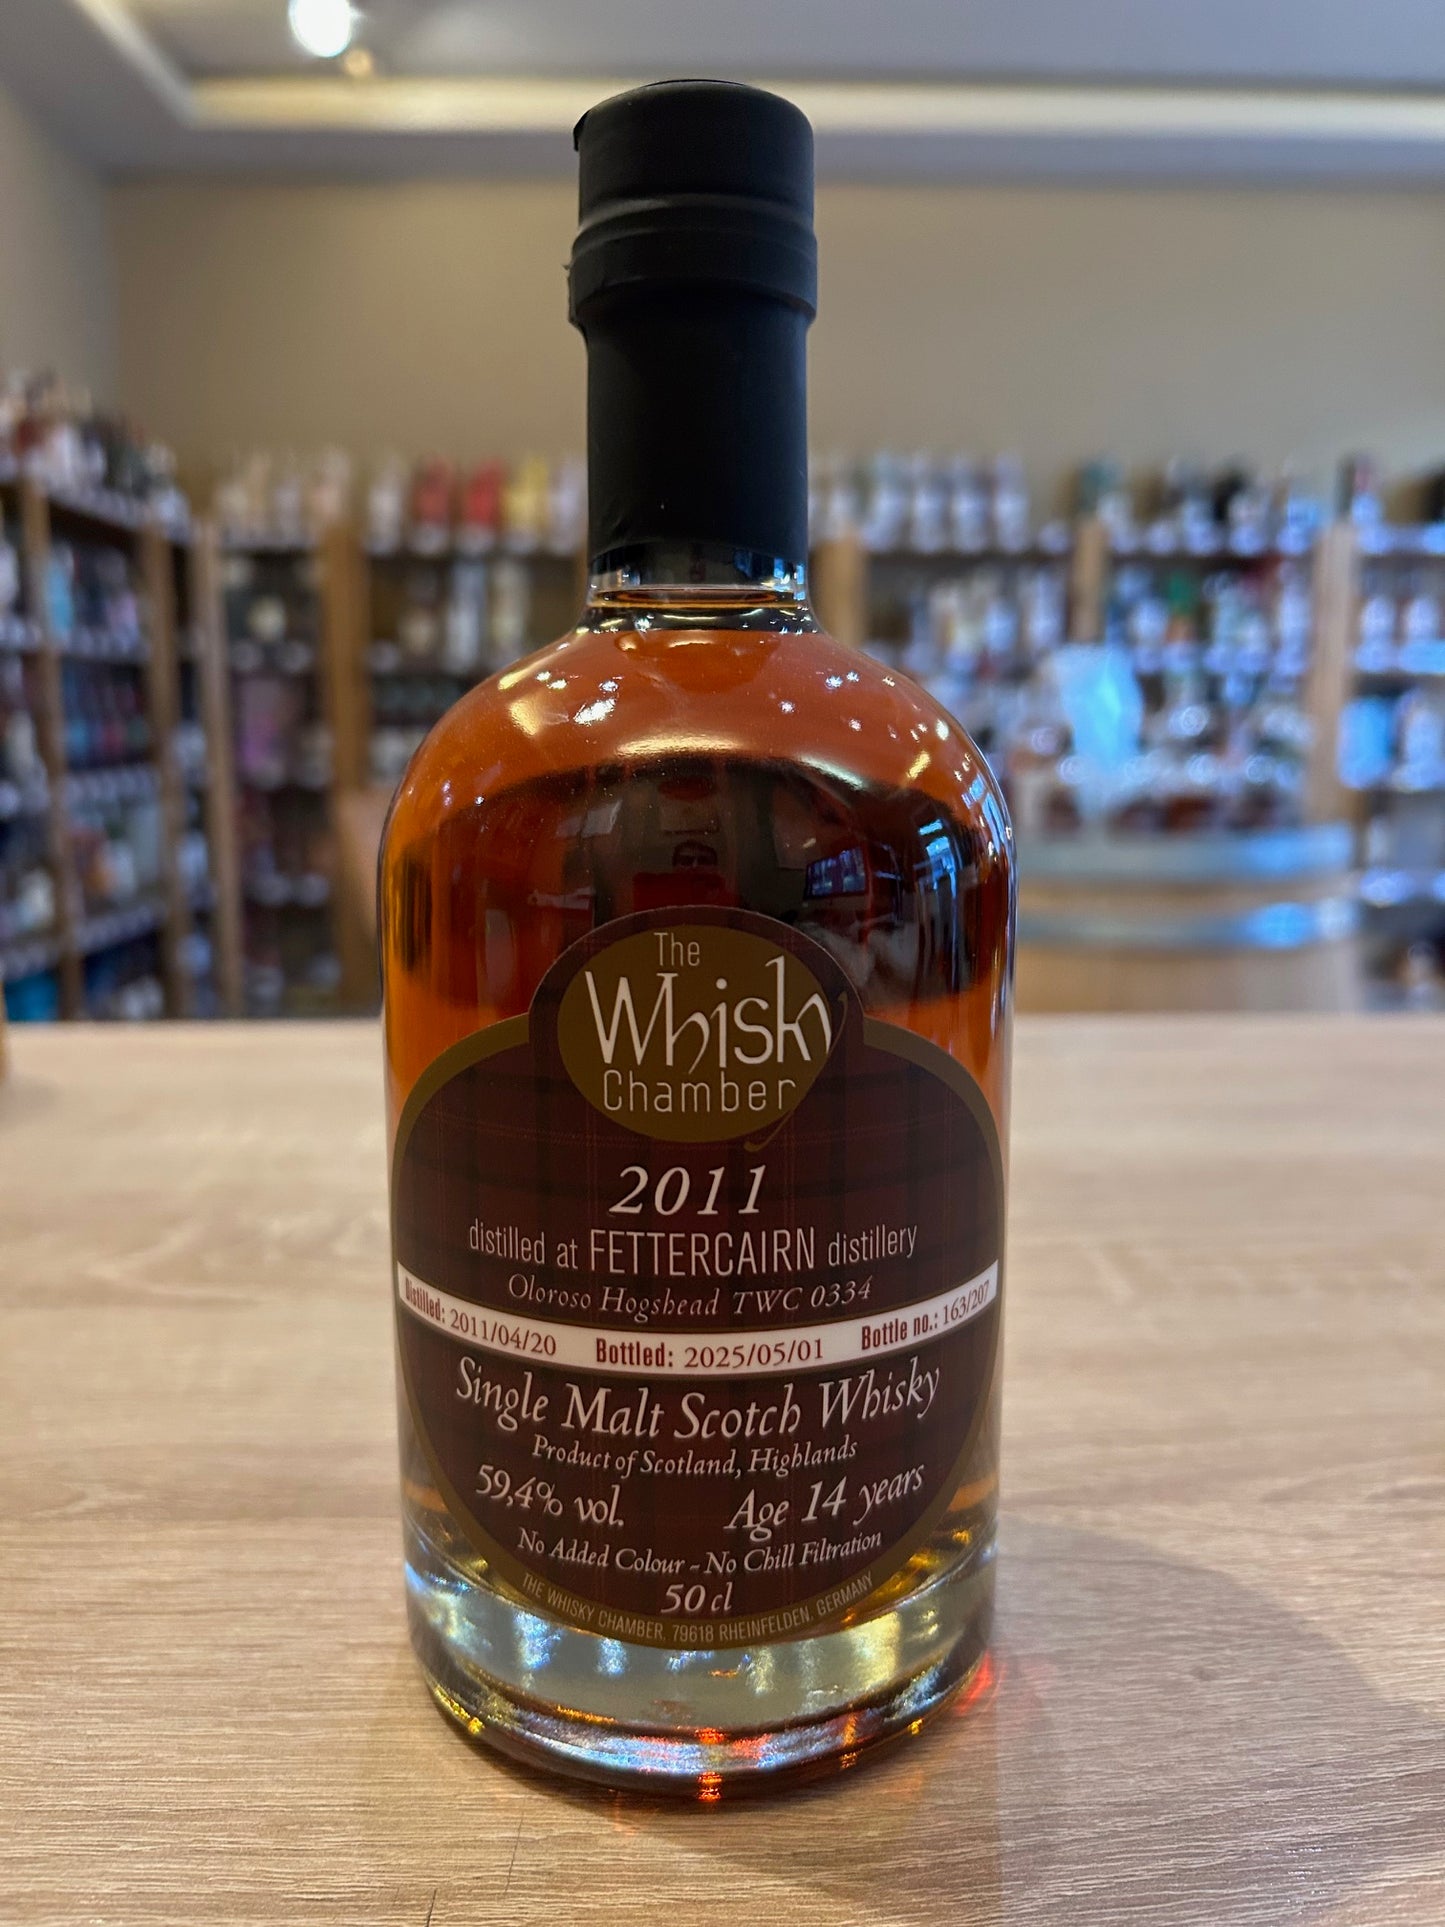 The
Whisky
Chamber
2011
distilled at FETTERCAIRN distillery
Oloroso Hogshead TWC 0334
Distilled: 2011/04/20 Bottled: 2025/05/01 Bottle no.: 163/207
Single Malt Scotch Whisky
Product of Scotland, Highlands
59,4% vol. Age 14 years
No Added Colour - No Chill Filtration
50 cl
THE WHISKY CHAMBER, 79618 RHEINFELDEN, GERMANY